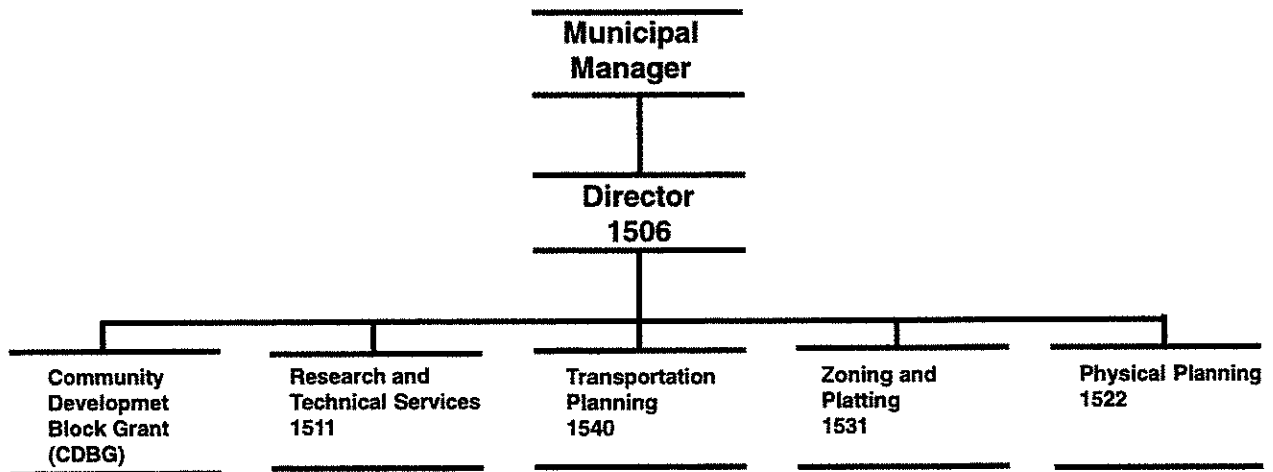 Municipal
Manager
Director
1506
Community
Developmet
Block Grant
(CDBG)
Research and
Technical Services
1511
Transportation
Planning
1540
Zoning and
Platting
1531
Physical Planning
1522